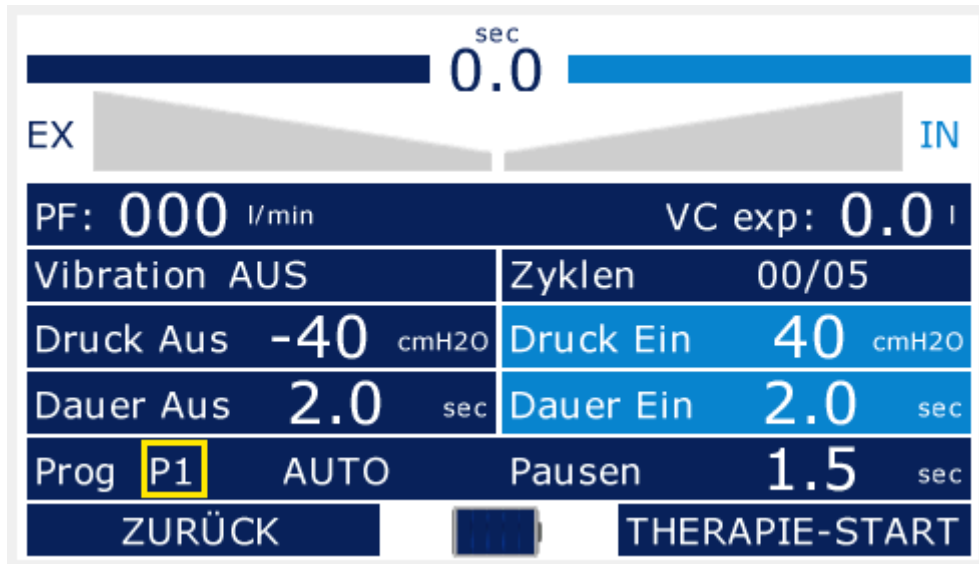 sec
0.0
EX IN
PF: 000 l/min VC exp: 0.0 l
Vibration AUS Zyklen 00/05
Druck Aus -40 cmH2O Druck Ein 40 cmH2O
Dauer Aus 2.0 sec Dauer Ein 2.0 sec
Prog P1 AUTO Pausen 1.5 sec
ZURÜCK THERAPIE-START